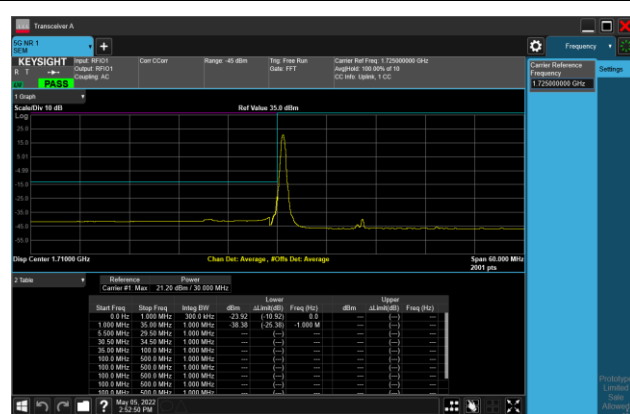 Transceiver A
5G NR 1
SEM
Frequency
KEYSIGHT
R T
PASS
Input: RFIO1
Output: RFIO1
Coupling: AC
Corr CCorr
Range: -45 dBm
Trig: Free Run
Gate: FFT
Carrier Ref Freq: 1.725000000 GHz
Avg|Hold: 100.00% of 10
CC Info: Uplink, 1 CC
Carrier Reference
Frequency
1.725000000 GHz
Settings
1 Graph
Scale/Div 10 dB
Ref Value 35.0 dBm
Log
25.0
15.0
5.01
-4.99
-15.0
-25.0
-35.0
-45.0
-55.0
Disp Center 1.71000 GHz
Chan Det: Average , #Offs Det: Average
Span 60.000 MHz
2001 pts
2 Table
Reference Power
Carrier #1 Max 21.20 dBm / 30.000 MHz
Lower Upper
Start Freq Stop Freq Integ BW dBm ΔLimit(dB) Freq (Hz) dBm ΔLimit(dB) Freq (Hz)
0.0 Hz 1.000 MHz 300.0 kHz -23.92 (-10.92) 0.0 --- (---) ---
1.000 MHz 35.00 MHz 1.000 MHz -38.38 (-25.38) -1.000 M --- (---) ---
5.500 MHz 29.50 MHz 1.000 MHz --- (---) --- --- (---) ---
30.50 MHz 34.50 MHz 1.000 MHz --- (---) --- --- (---) ---
35.00 MHz 100.0 MHz 1.000 MHz --- (---) --- --- (---) ---
100.0 MHz 500.0 MHz 1.000 MHz --- (---) --- --- (---) ---
100.0 MHz 500.0 MHz 1.000 MHz --- (---) --- --- (---) ---
100.0 MHz 500.0 MHz 1.000 MHz --- (---) --- --- (---) ---
100.0 MHz 500.0 MHz 1.000 MHz --- (---) --- --- (---) ---
Prototype
Limited
Sale
Allowed
May 05, 2022
2:52:50 PM